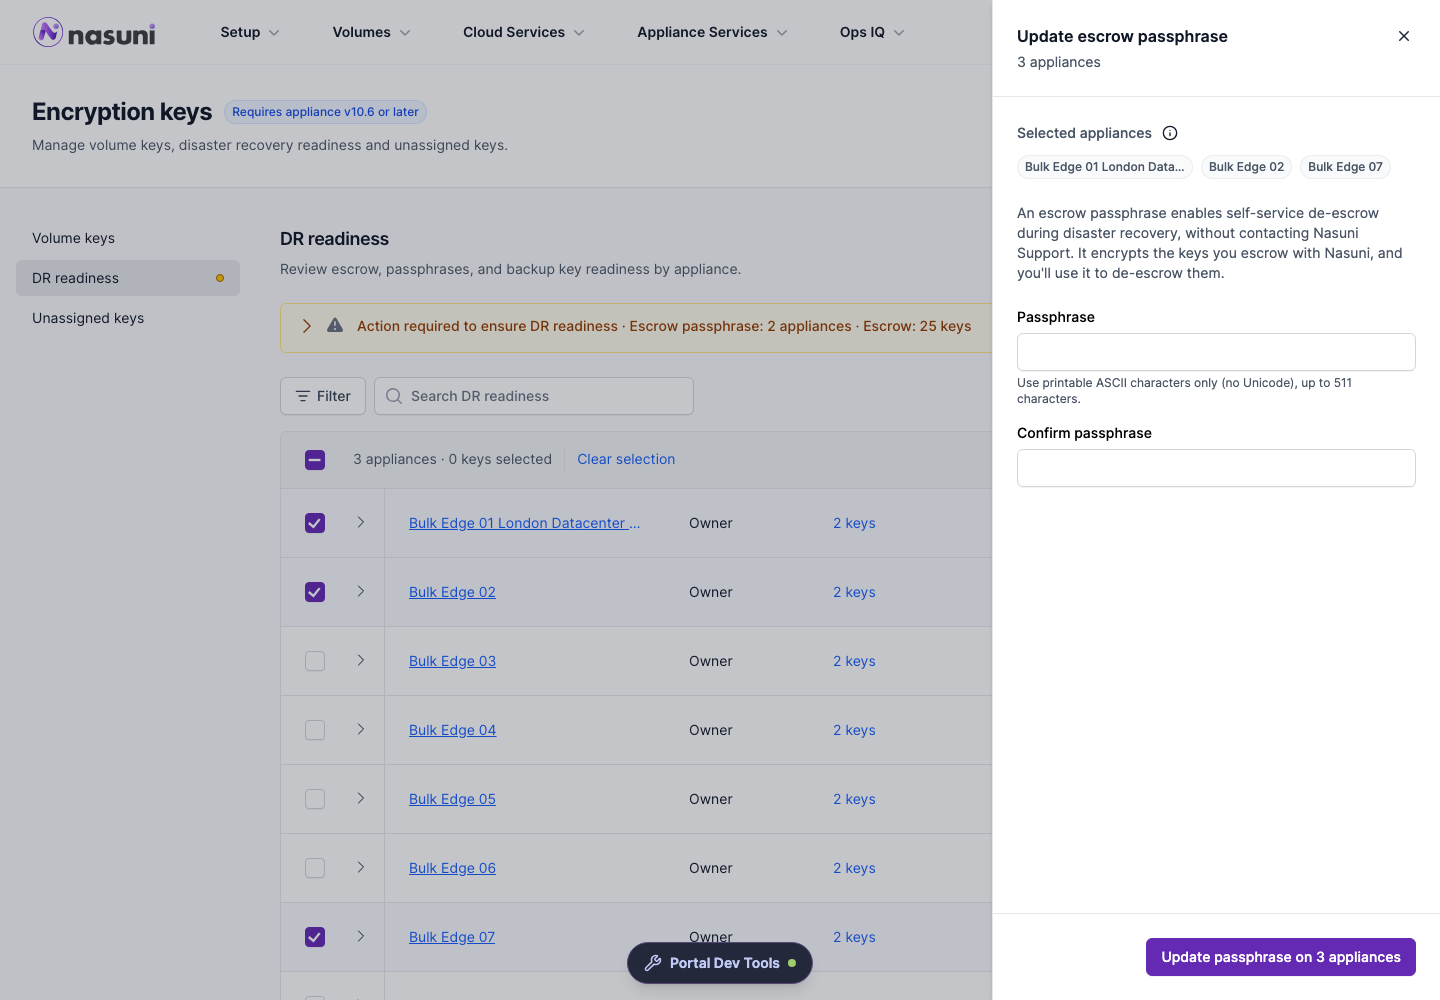 nasuni
Setup
Volumes
Cloud Services
Appliance Services
Ops IQ
Encryption keys
Requires appliance v10.6 or later
Manage volume keys, disaster recovery readiness and unassigned keys.
Volume keys
DR readiness
Unassigned keys
DR readiness
Review escrow, passphrases, and backup key readiness by appliance.
Action required to ensure DR readiness · Escrow passphrase: 2 appliances · Escrow: 25 keys
Filter
Search DR readiness
3 appliances · 0 keys selected
Clear selection
Bulk Edge 01 London Datacenter ...
Owner
2 keys
Bulk Edge 02
Owner
2 keys
Bulk Edge 03
Owner
2 keys
Bulk Edge 04
Owner
2 keys
Bulk Edge 05
Owner
2 keys
Bulk Edge 06
Owner
2 keys
Bulk Edge 07
Owner
2 keys
Portal Dev Tools
Update escrow passphrase
3 appliances
Selected appliances
Bulk Edge 01 London Data...
Bulk Edge 02
Bulk Edge 07
An escrow passphrase enables self-service de-escrow
during disaster recovery, without contacting Nasuni
Support. It encrypts the keys you escrow with Nasuni, and
you'll use it to de-escrow them.
Passphrase
Use printable ASCII characters only (no Unicode), up to 511
characters.
Confirm passphrase
Update passphrase on 3 appliances